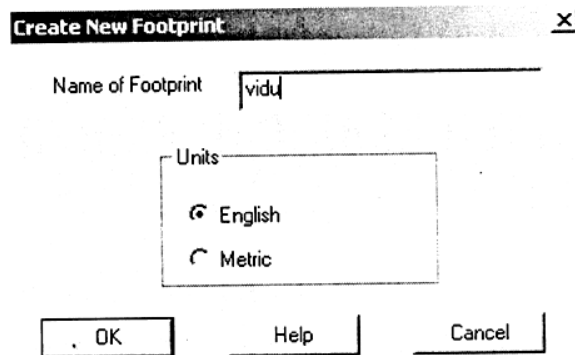 Create New Footprint
Name of Footprint vidu
Units
English
Metric
OK Help Cancel